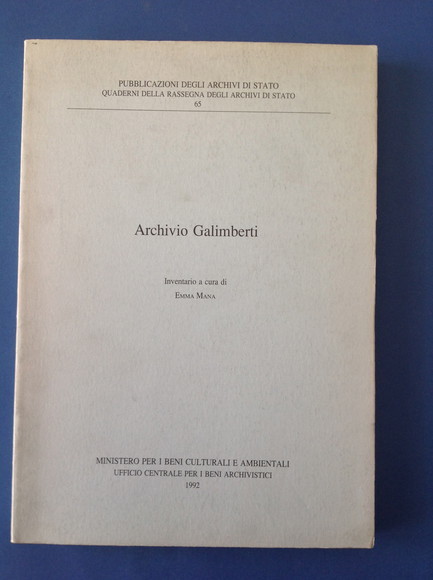 PUBBLICAZIONI DEGLI ARCHIVI DI STATO
QUADERNI DELLA RASSEGNA DEGLI ARCHIVI DI STATO
65
Archivio Galimberti
Inventario a cura di
EMMA MANA
MINISTERO PER I BENI CULTURALI E AMBIENTALI
UFFICIO CENTRALE PER I BENI ARCHIVISTICI
1992